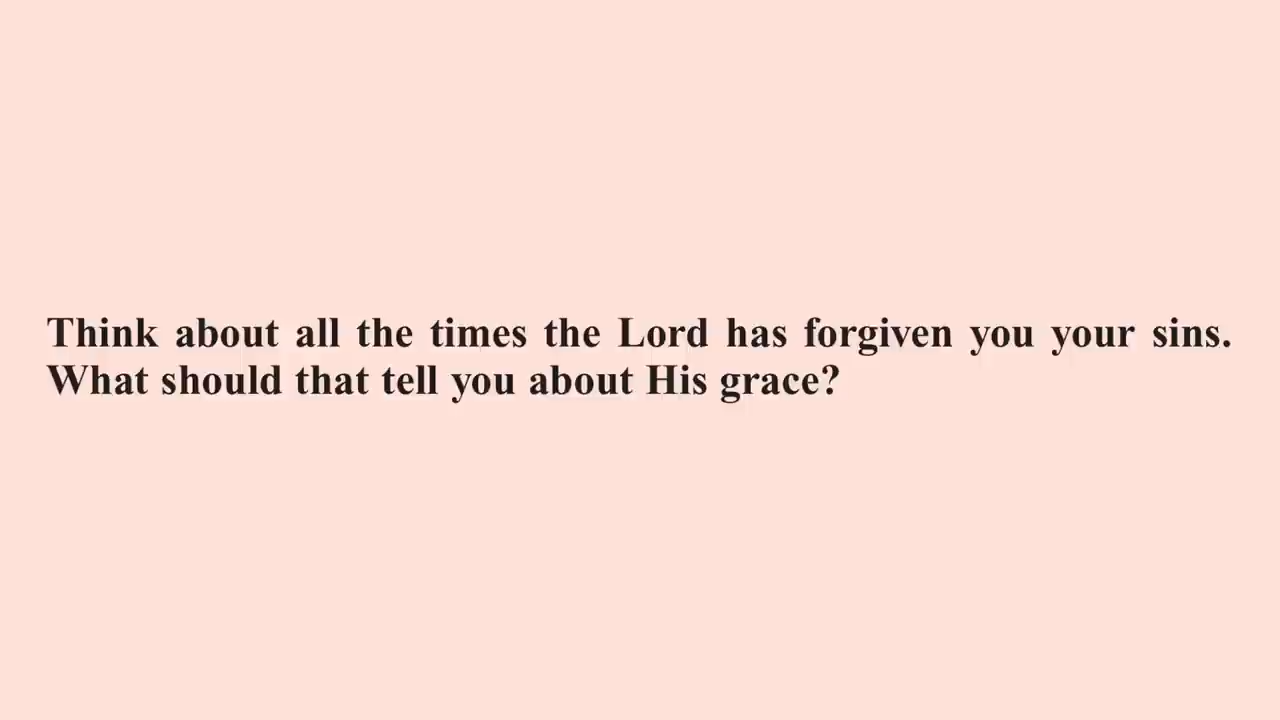 Think about all the times the Lord has forgiven you your sins.
What should that tell you about His grace?